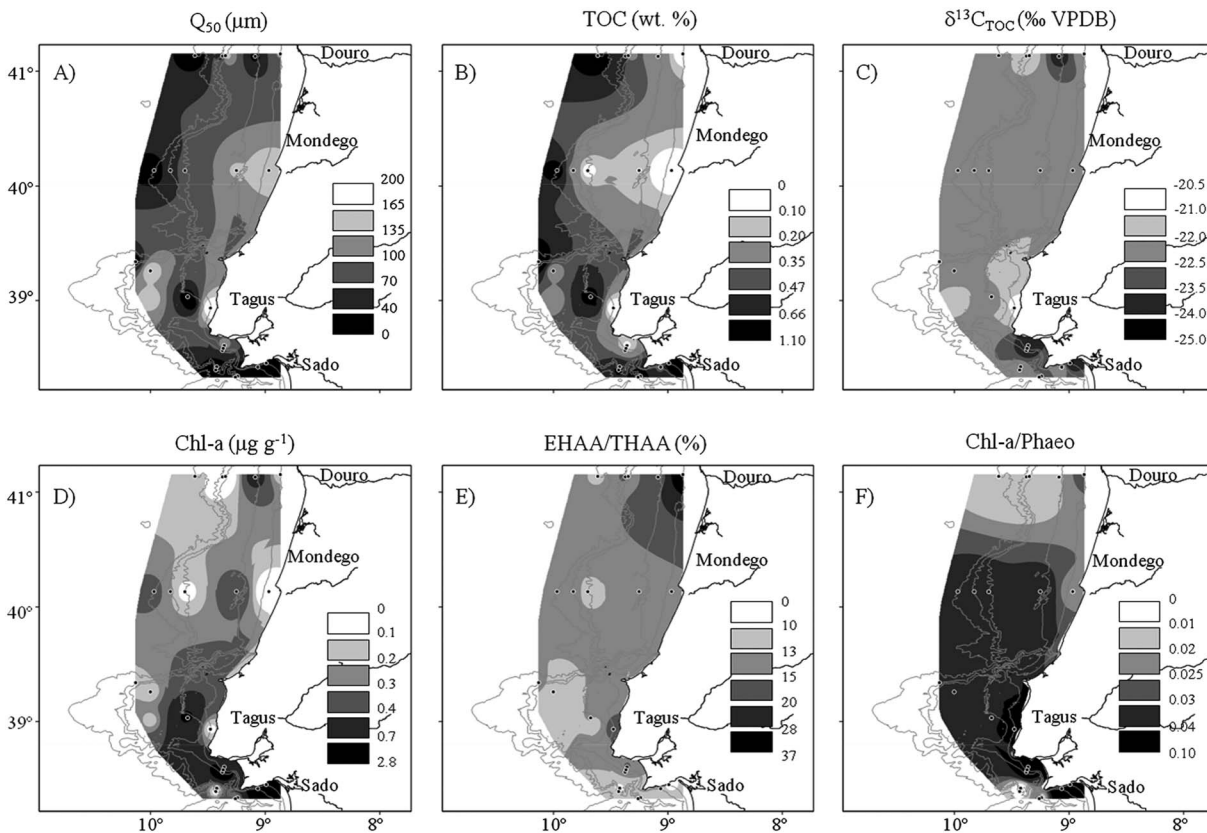 Q₅₀ (μm)
TOC (wt. %)
δ¹³C_TOC (‰ VPDB)
A)
Douro
Mondego
Tagus
Sado
41°
40°
39°
200
165
135
100
70
40
0
B)
Douro
Mondego
Tagus
Sado
0
0.10
0.20
0.35
0.47
0.66
1.10
C)
Douro
Mondego
Tagus
Sado
-20.5
-21.0
-22.0
-22.5
-23.5
-24.0
-25.0
Chl-a (μg g⁻¹)
EHAA/THAA (%)
Chl-a/Phaeo
D)
Douro
Mondego
Tagus
Sado
41°
40°
39°
0
0.1
0.2
0.3
0.4
0.7
2.8
10°
9°
8°
E)
Douro
Mondego
Tagus
Sado
0
10
13
15
20
28
37
10°
9°
8°
F)
Douro
Mondego
Tagus
Sado
0
0.01
0.02
0.025
0.03
0.04
0.10
10°
9°
8°